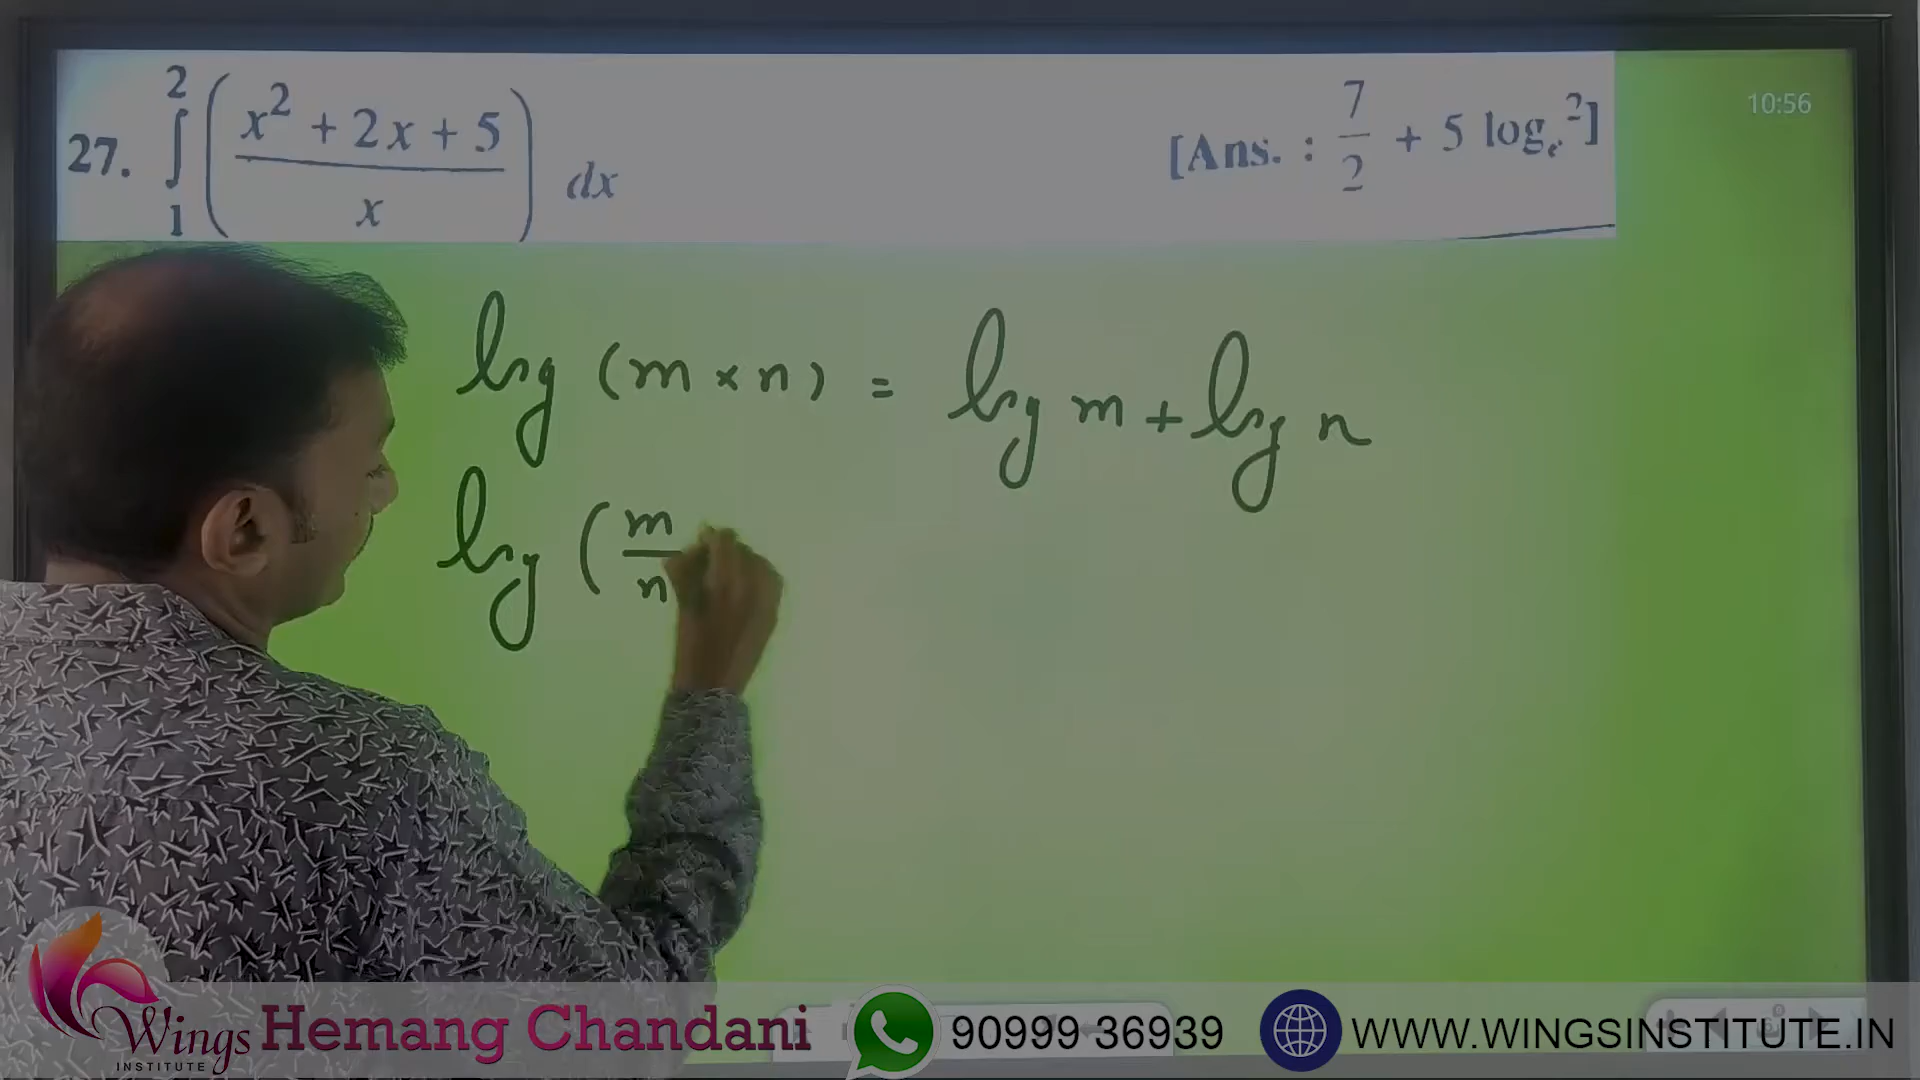 27. ∫₁² ( (x² + 2x + 5) / x ) dx [Ans. : 7/2 + 5 logₑ²]
10:56
log (m × n) = log m + log n
log ( m/n
Wings
INSTITUTE
Hemang Chandani
90999 36939
WWW.WINGSINSTITUTE.IN